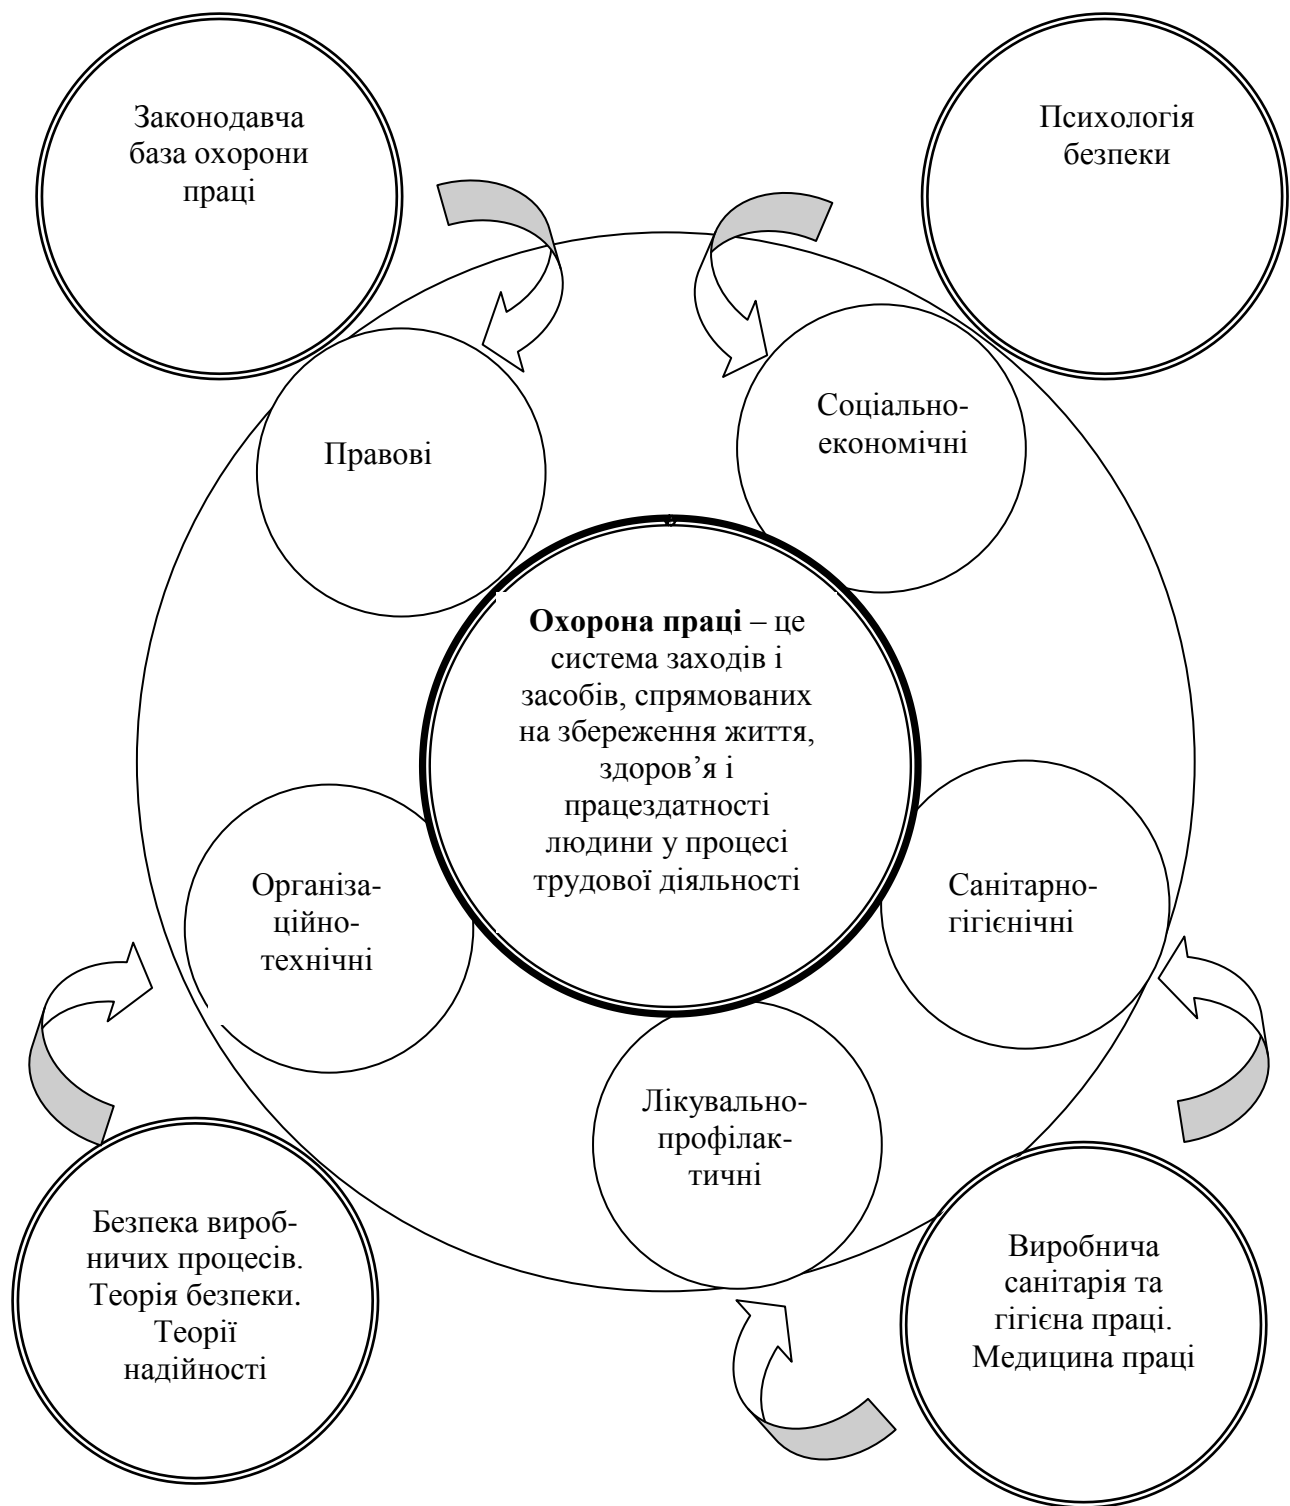 Законодавча
база охорони
праці
Психологія
безпеки
Правові
Соціально-
економічні
Охорона праці – це
система заходів і
засобів, спрямованих
на збереження життя,
здоров’я і
працездатності
людини у процесі
трудової діяльності
Організа-
ційно-
технічні
Санітарно-
гігієнічні
Лікувально-
профілак-
тичні
Безпека вироб-
ничих процесів.
Теорія безпеки.
Теорії
надійності
Виробнича
санітарія та
гігієна праці.
Медицина праці